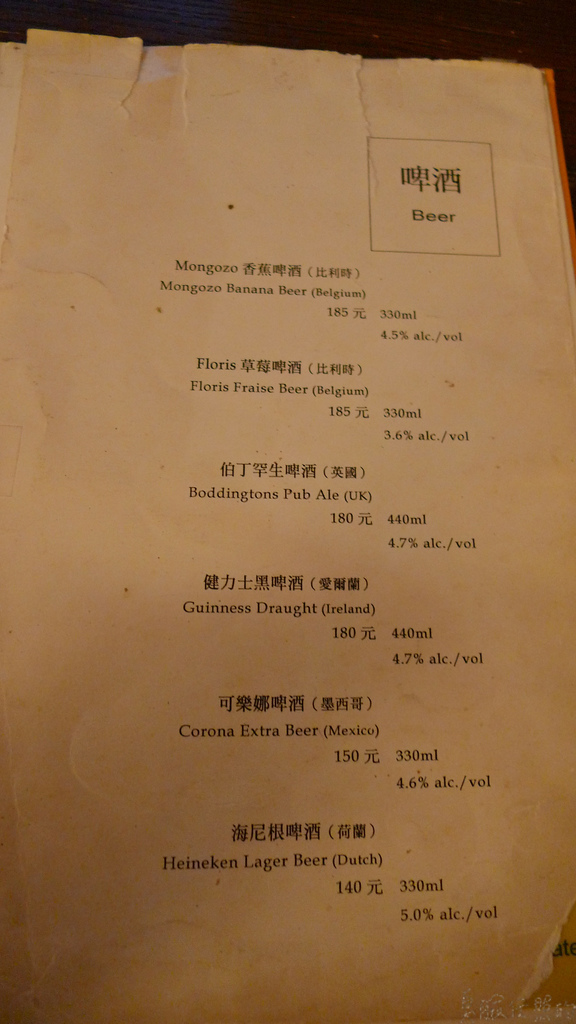 啤酒
Beer
Mongozo 香蕉啤酒（比利時）
Mongozo Banana Beer (Belgium)
185 元 330ml
4.5% alc./vol
Floris 草莓啤酒（比利時）
Floris Fraise Beer (Belgium)
185 元 330ml
3.6% alc./vol
伯丁罕生啤酒（英國）
Boddingtons Pub Ale (UK)
180 元 440ml
4.7% alc./vol
健力士黑啤酒（愛爾蘭）
Guinness Draught (Ireland)
180 元 440ml
4.7% alc./vol
可樂娜啤酒（墨西哥）
Corona Extra Beer (Mexico)
150 元 330ml
4.6% alc./vol
海尼根啤酒（荷蘭）
Heineken Lager Beer (Dutch)
140 元 330ml
5.0% alc./vol
ate